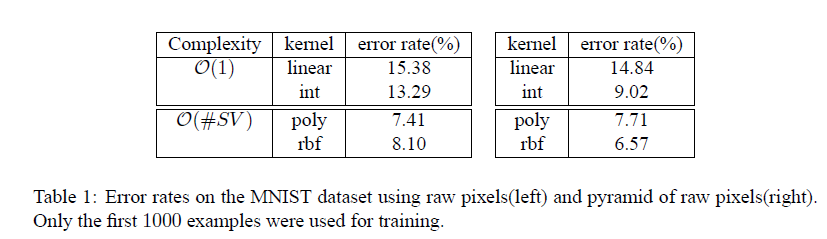 Complexity kernel error rate(%) kernel error rate(%)
O(1) linear 15.38 linear 14.84
int 13.29 int 9.02
O(#SV) poly 7.41 poly 7.71
rbf 8.10 rbf 6.57
Table 1: Error rates on the MNIST dataset using raw pixels(left) and pyramid of raw pixels(right).
Only the first 1000 examples were used for training.